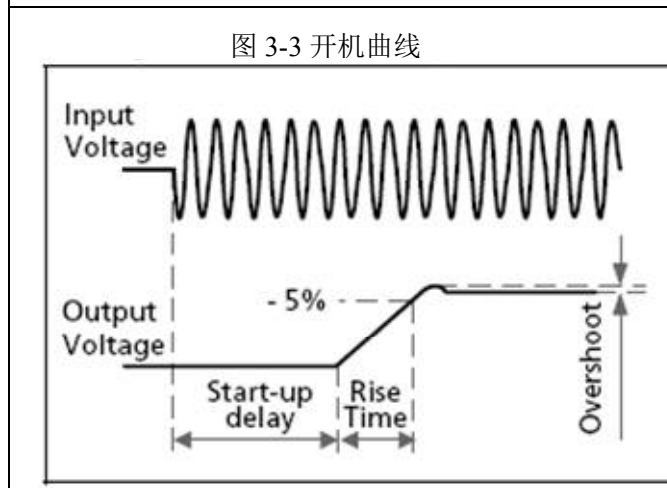 图 3-3 开机曲线
Input
Voltage
Output
Voltage
- 5%
Start-up
delay
Rise
Time
Overshoot